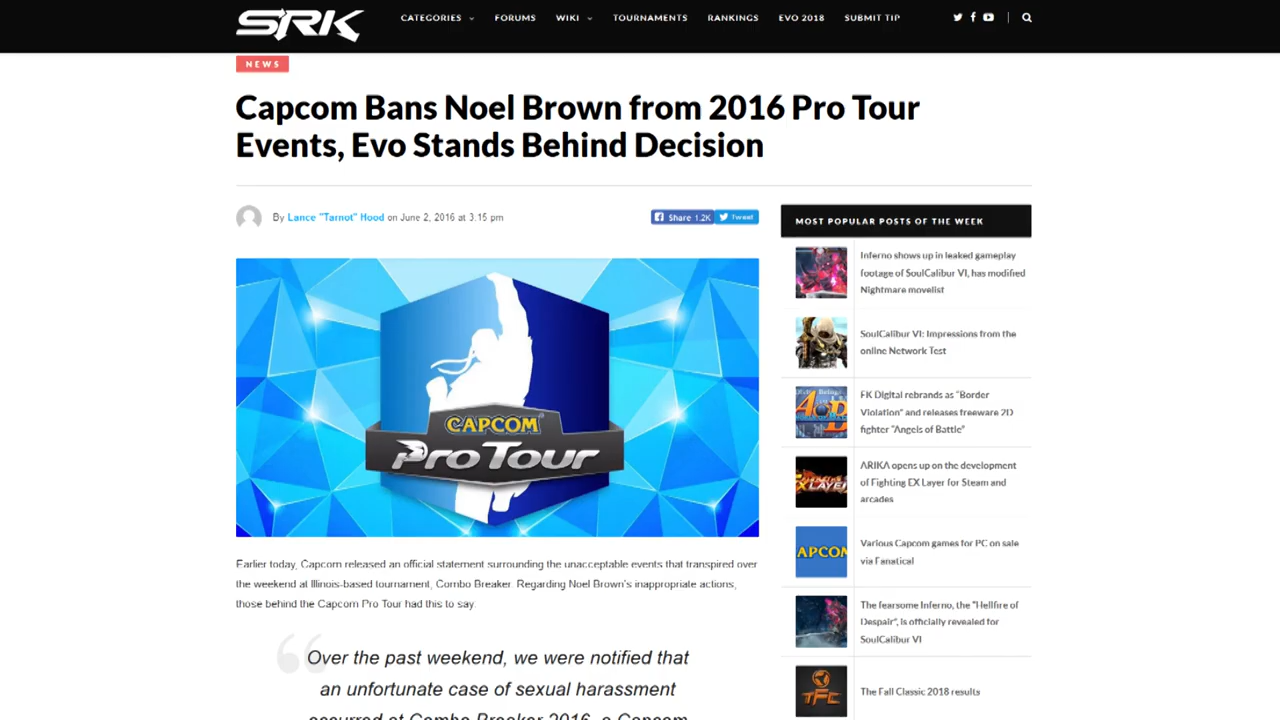 SRK
CATEGORIES
FORUMS
WIKI
TOURNAMENTS
RANKINGS
EVO 2018
SUBMIT TIP
NEWS
Capcom Bans Noel Brown from 2016 Pro Tour
Events, Evo Stands Behind Decision
By Lance "Tarnot" Hood on June 2, 2016 at 3:15 pm
Share 1.2K
Tweet
CAPCOM
Pro Tour
Earlier today, Capcom released an official statement surrounding the unacceptable events that transpired over
the weekend at Illinois-based tournament, Combo Breaker. Regarding Noel Brown's inappropriate actions,
those behind the Capcom Pro Tour had this to say.
Over the past weekend, we were notified that
an unfortunate case of sexual harassment
occurred at Combo Breaker 2016, a Capcom
MOST POPULAR POSTS OF THE WEEK
Inferno shows up in leaked gameplay
footage of SoulCalibur VI, has modified
Nightmare movelist
SoulCalibur VI: Impressions from the
online Network Test
FK Digital rebrands as "Border
Violation" and releases freeware 2D
fighter "Angels of Battle"
ARIKA opens up on the development
of Fighting EX Layer for Steam and
arcades
APCOM
Various Capcom games for PC on sale
via Fanatical
The fearsome Inferno, the "Hellfire of
Despair", is officially revealed for
SoulCalibur VI
TFC
The Fall Classic 2018 results